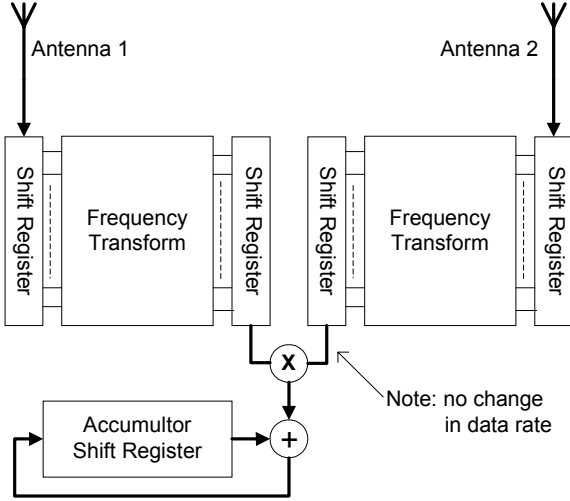 Antenna 1
Antenna 2
Shift Register
Frequency
Transform
Shift Register
Shift Register
Frequency
Transform
Shift Register
X
Note: no change
in data rate
Accumultor
Shift Register
+